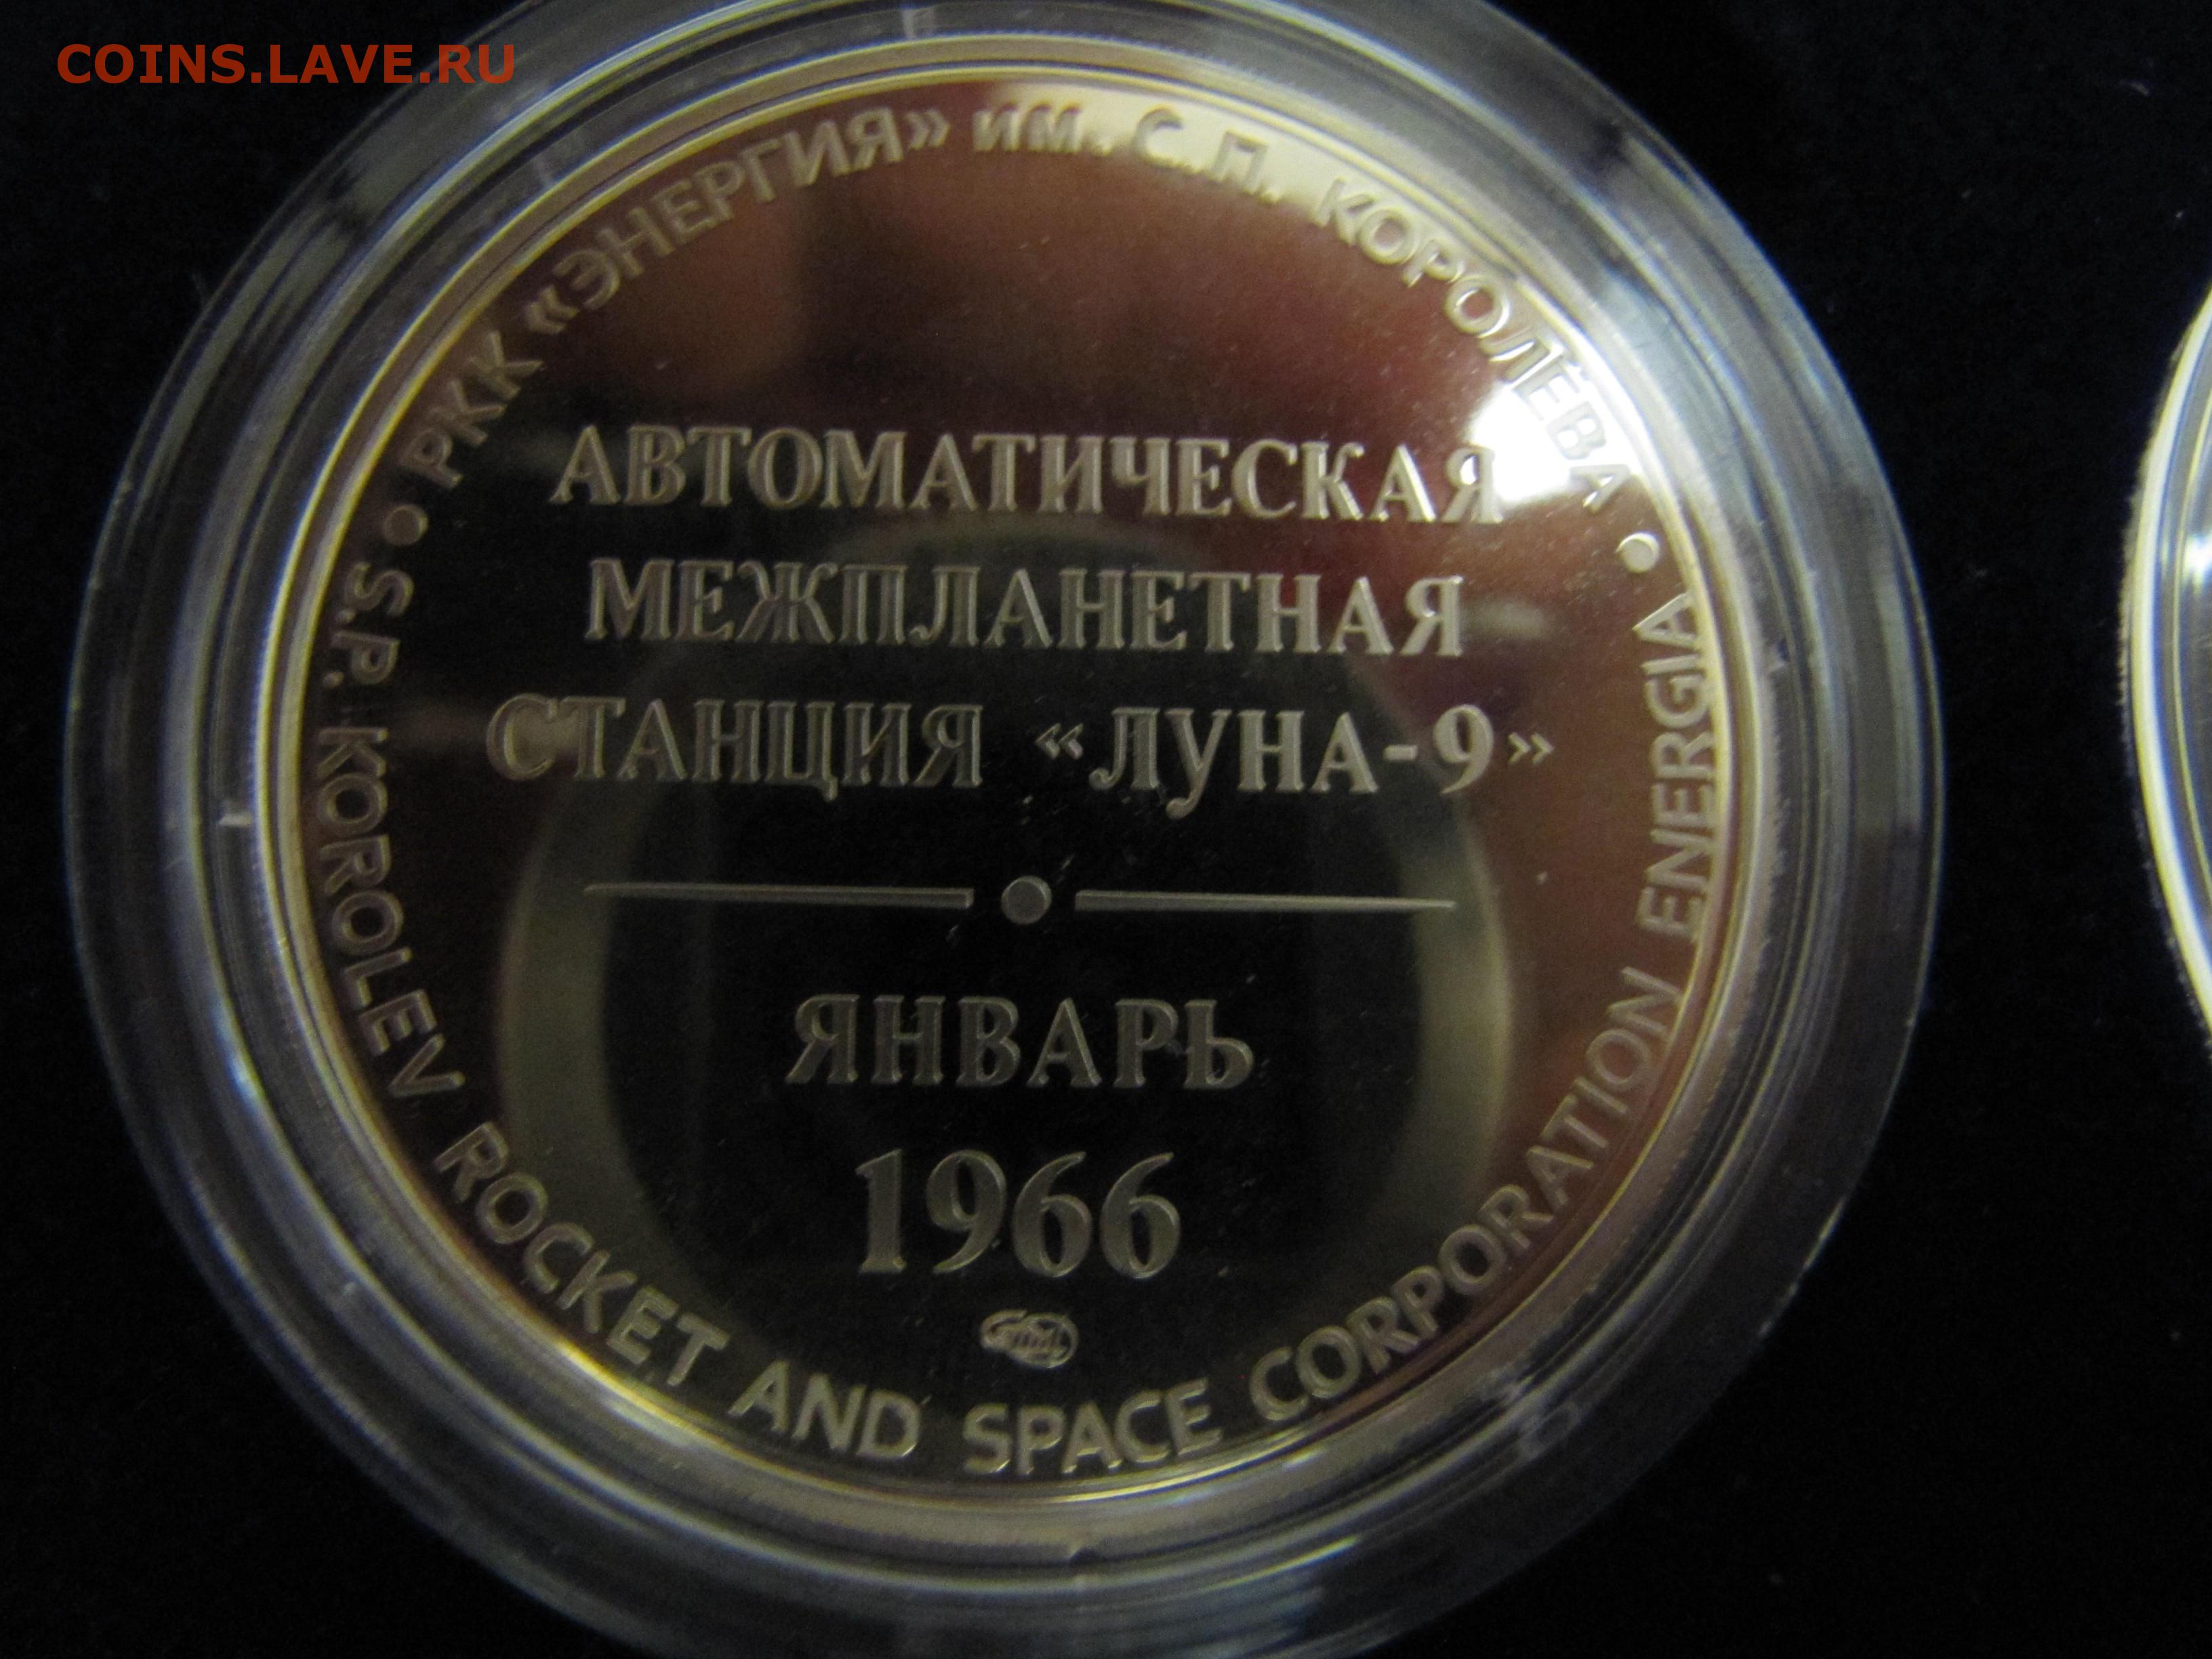 COINS.LAVE.RU
• РКК «ЭНЕРГИЯ» им. С.П. КОРОЛЁВА •
АВТОМАТИЧЕСКАЯ
МЕЖПЛАНЕТНАЯ
СТАНЦИЯ «ЛУНА-9»
ЯНВАРЬ
1966
S.P. KOROLEV ROCKET AND SPACE CORPORATION ENERGIA